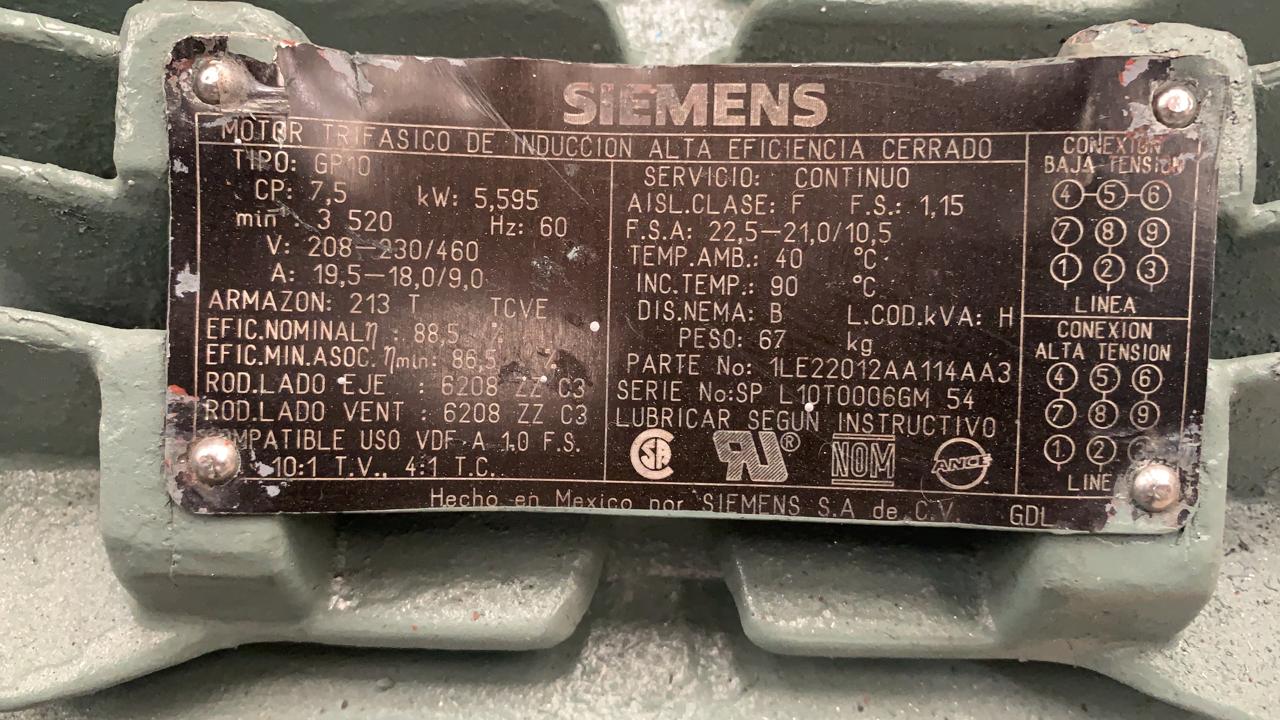 SIEMENS
MOTOR TRIFASICO DE INDUCCION ALTA EFICIENCIA CERRADO
TIPO: GP10
CP: 7,5 kW: 5,595
min : 3 520 Hz: 60
V: 208-230/460
A: 19,5-18,0/9,0
ARMAZON: 213 T TCVE
EFIC.NOMINAL η : 88,5 %
EFIC.MIN.ASOC. ηmin: 86,5 %
ROD.LADO EJE : 6208 ZZ C3
ROD.LADO VENT : 6208 ZZ C3
USO VDF A 1.0 F.S.
10:1 T.V., 4:1 T.C.
SERVICIO: CONTINUO
AISL.CLASE: F F.S.: 1,15
F.S.A: 22,5-21,0/10,5
TEMP.AMB.: 40 °C
INC.TEMP.: 90 °C
DIS.NEMA: B L.COD.kVA: H
PESO: 67 kg
PARTE No: 1LE22012AA114AA3
SERIE No:SP L10T0006GM 54
LUBRICAR SEGUN INSTRUCTIVO
SA RU® NOM ANCE
CONEXION
BAJA TENSION
4-5-6
7 8 9
1 2 3
LINEA
CONEXION
ALTA TENSION
4 5 6
7 8 9
1 2
Hecho en Mexico por SIEMENS S.A de C.V. GDL